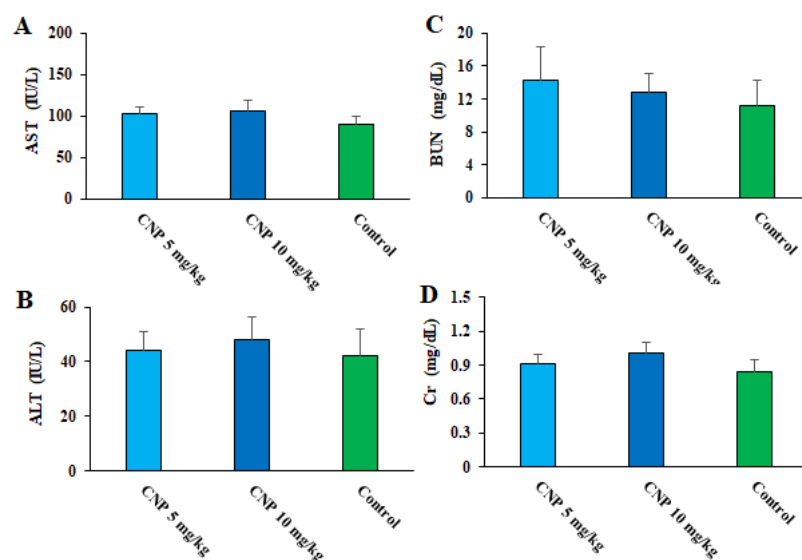 A
AST (IU/L)
200
150
100
50
0
CNP 5 mg/kg
CNP 10 mg/kg
Control
B
ALT (IU/L)
60
40
20
0
CNP 5 mg/kg
CNP 10 mg/kg
Control
C
BUN (mg/dL)
20
16
12
8
4
0
CNP 5 mg/kg
CNP 10 mg/kg
Control
D
Cr (mg/dL)
1.5
1.2
0.9
0.6
0.3
0
CNP 5 mg/kg
CNP 10 mg/kg
Control